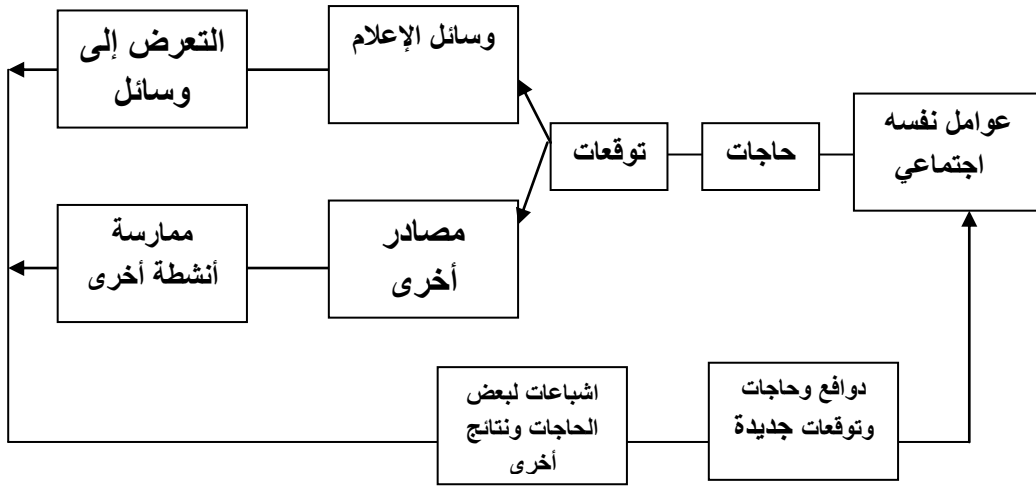 عوامل نفسه
اجتماعي
حاجات
توقعات
وسائل الإعلام
التعرض إلى
وسائل
مصادر
أخرى
ممارسة
أنشطة أخرى
اشباعات لبعض
الحاجات ونتائج
أخرى
دوافع وحاجات
وتوقعات جديدة